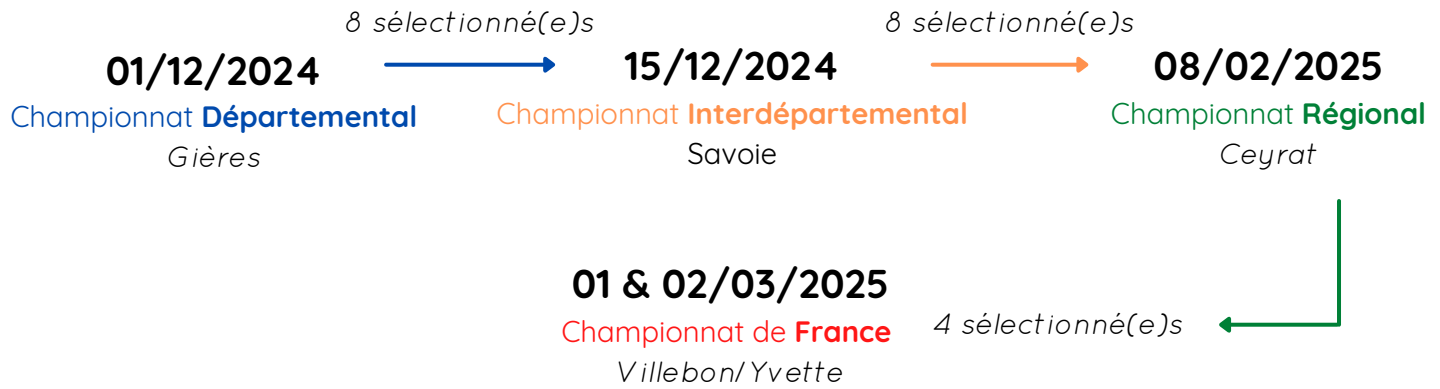 8 sélectionné(e)s
8 sélectionné(e)s
01/12/2024
15/12/2024
08/02/2025
Championnat Départemental
Championnat Interdépartemental
Championnat Régional
Gières
Savoie
Ceyrat
01 & 02/03/2025
Championnat de France
4 sélectionné(e)s
Villebon/Yvette